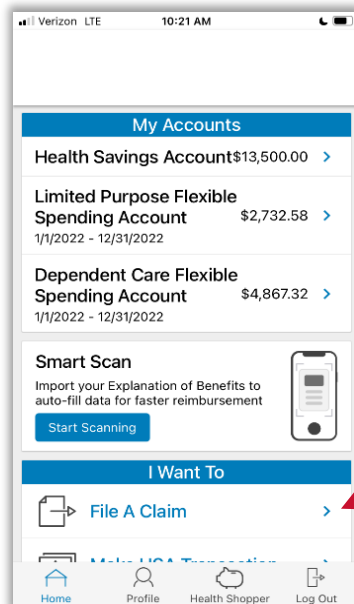 Verizon LTE 10:21 AM
My Accounts
Health Savings Account $13,500.00
Limited Purpose Flexible
Spending Account $2,732.58
1/1/2022 - 12/31/2022
Dependent Care Flexible
Spending Account $4,867.32
1/1/2022 - 12/31/2022
Smart Scan
Import your Explanation of Benefits to
auto-fill data for faster reimbursement
Start Scanning
I Want To
File A Claim
Make HSA Transaction
Home Profile Health Shopper Log Out